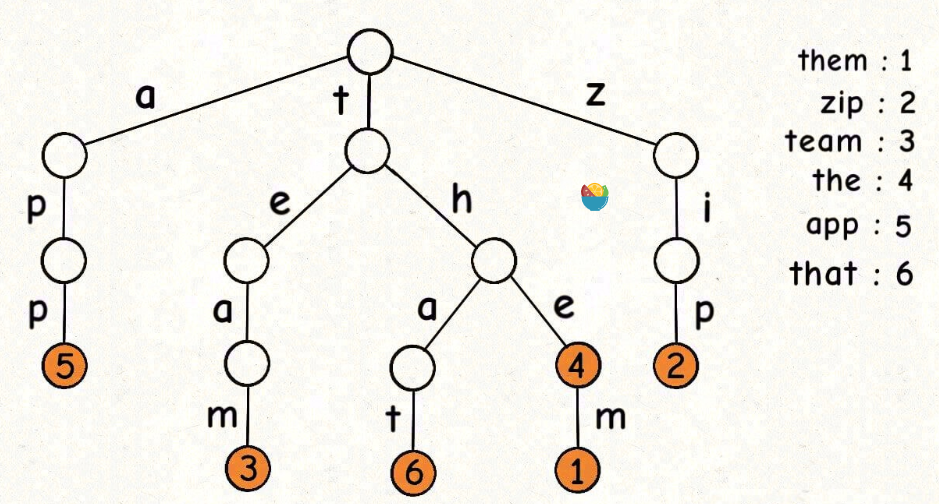 a t z
them : 1
zip : 2
team : 3
the : 4
app : 5
that : 6
p e h i
p a a e p
5 4 2
m t m
3 6 1